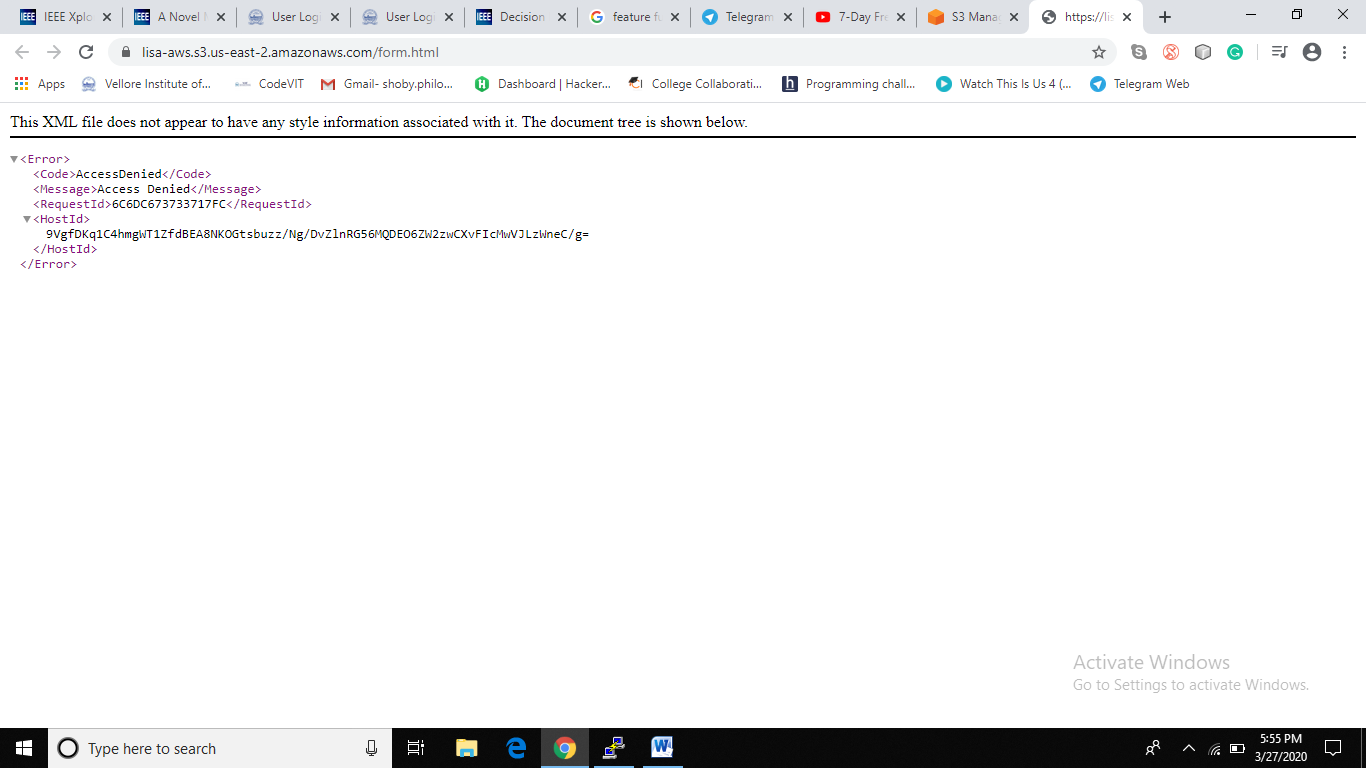 IEEE Xplo
A Novel
User Log
User Log
Decision
feature f
Telegram
7-Day Fre
S3 Mana
https://lis
lisa-aws.s3.us-east-2.amazonaws.com/form.html
Apps
Vellore Institute of...
CodeVIT
Gmail- shoby.philo...
Dashboard | Hacker...
College Collaborati...
Programming chall...
Watch This Is Us 4 (...
Telegram Web
This XML file does not appear to have any style information associated with it. The document tree is shown below.
<Error>
<Code>AccessDenied</Code>
<Message>Access Denied</Message>
<RequestId>6C6DC673733717FC</RequestId>
<HostId>
9VgfDKq1C4hmgWT1ZfdBEA8NKOGtsbuzz/Ng/DvZlnRG56MQDEO6ZW2zwCXvFIcMwVJLzWneC/g=
</HostId>
</Error>
Activate Windows
Go to Settings to activate Windows.
Type here to search
5:55 PM
3/27/2020